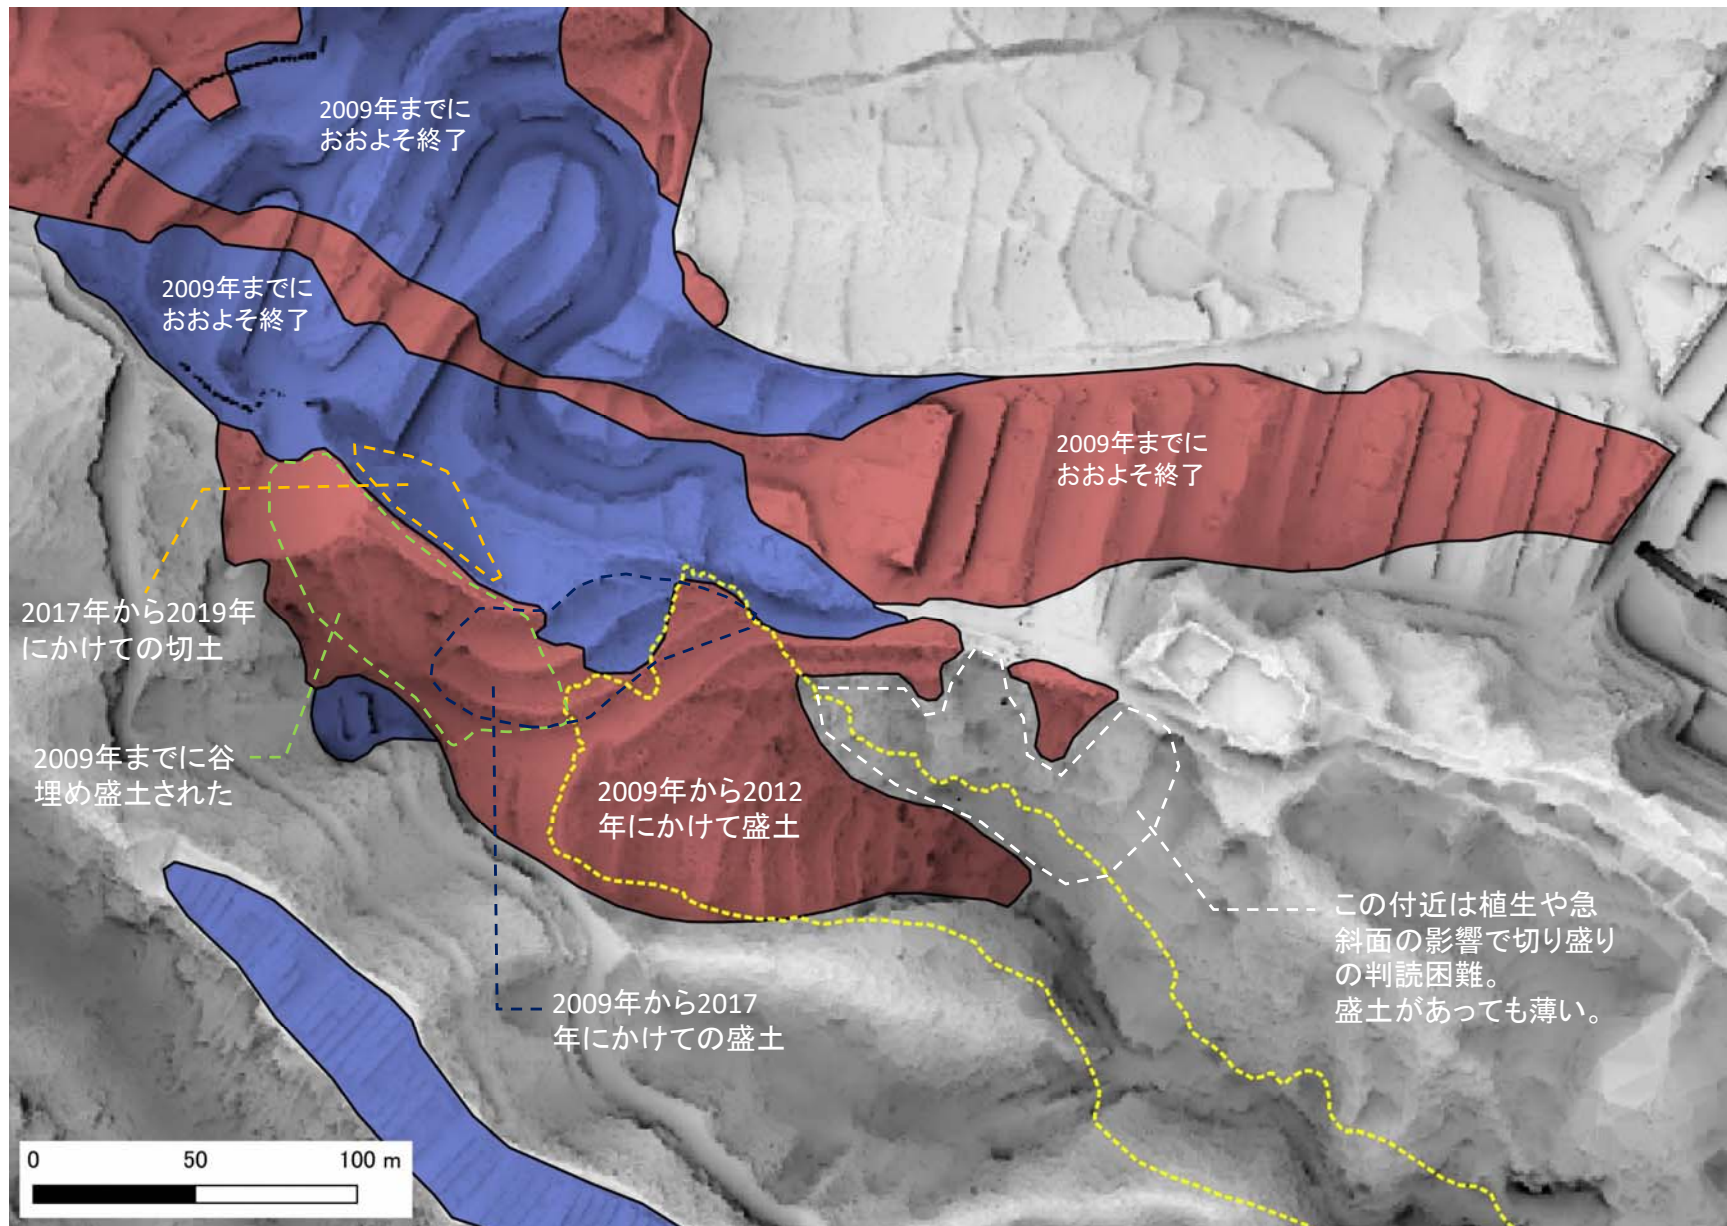 2009年までに
おおよそ終了
2009年までに
おおよそ終了
2009年までに
おおよそ終了
2017年から2019年
にかけての切土
2009年までに谷
埋め盛土された
2009年から2012
年にかけて盛土
この付近は植生や急
斜面の影響で切り盛り
の判読困難。
盛土があっても薄い。
2009年から2017
年にかけての盛土
0 50 100 m